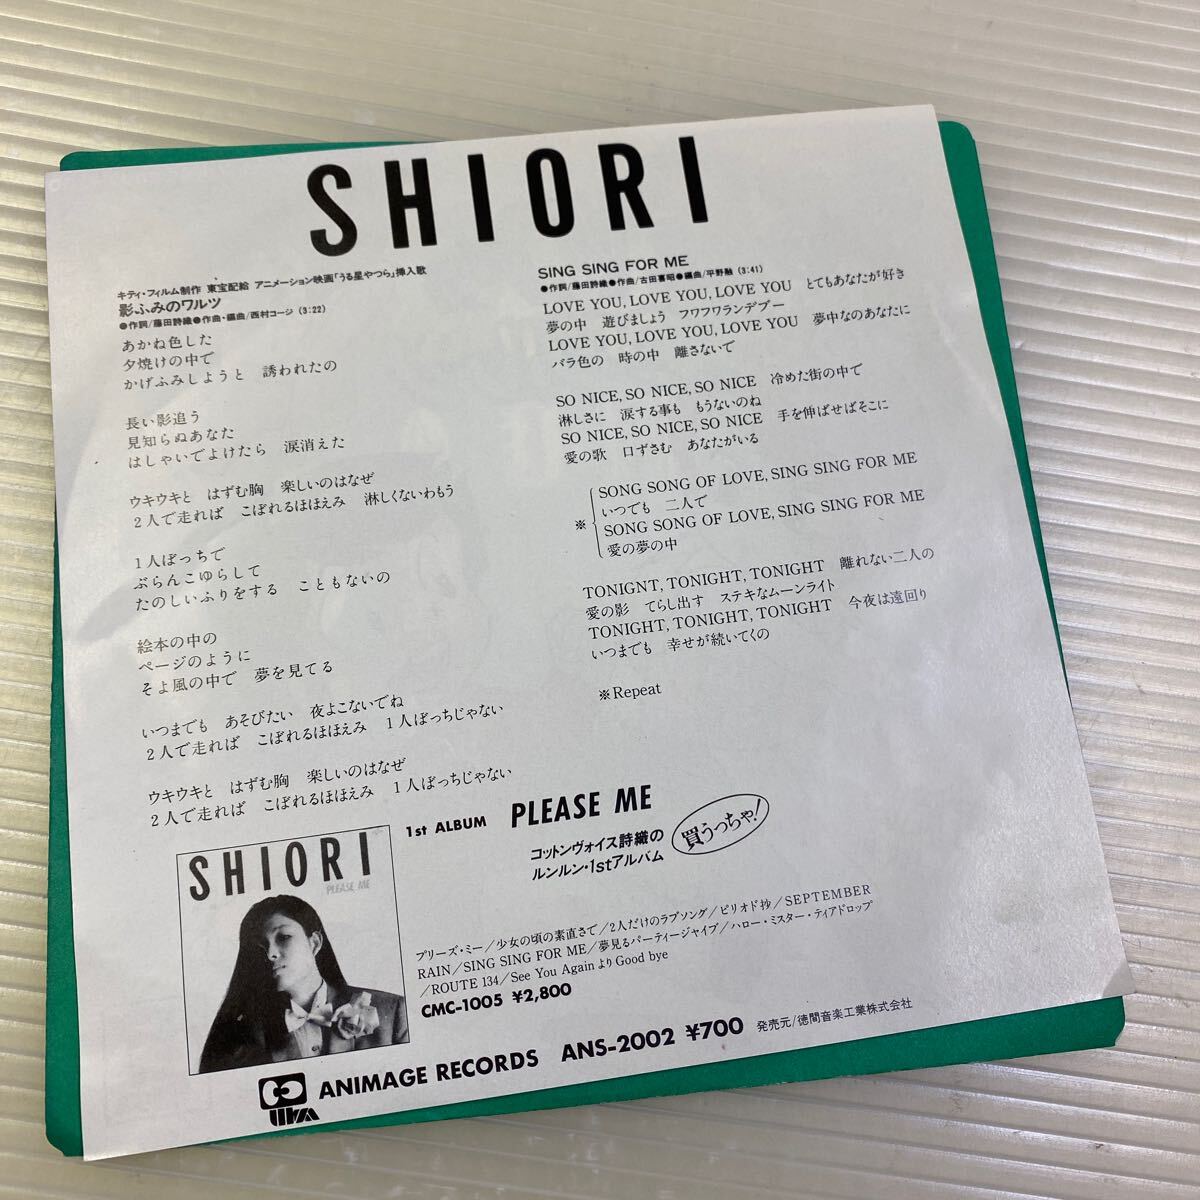 SHIORI
キティ・フィルム制作 東宝配給 アニメーション映画「うる星やつら」挿入歌
影ふみのワルツ
●作詞/藤田詩織●作曲・編曲/西村コージ (3:22)
あかね色した
夕焼けの中で
かげふみしようと 誘われたの
長い影追う
見知らぬあなた
はしゃいでよけたら 涙消えた
ウキウキと はずむ胸 楽しいのはなぜ
2人で走れば こぼれるほほえみ 淋しくないわもう
1人ぼっちで
ぶらんこゆらして
たのしいふりをする こともないの
絵本の中の
ページのように
そよ風の中で 夢を見てる
いつまでも あそびたい 夜よこないでね
2人で走れば こぼれるほほえみ 1人ぼっちじゃない
ウキウキと はずむ胸 楽しいのはなぜ
2人で走れば こぼれるほほえみ 1人ぼっちじゃない
SING SING FOR ME
●作詞/藤田詩織●作曲/古田喜昭●編曲/平野融 (3:41)
LOVE YOU, LOVE YOU, LOVE YOU とてもあなたが好き
夢の中 遊びましょう フワフワランデブー
LOVE YOU, LOVE YOU, LOVE YOU 夢中なのあなたに
バラ色の 時の中 離さないで
SO NICE, SO NICE, SO NICE 冷めた街の中で
淋しさに 涙する事も もうないのね
SO NICE, SO NICE, SO NICE 手を伸ばせばそこに
愛の歌 口ずさむ あなたがいる
※
SONG SONG OF LOVE, SING SING FOR ME
いつでも 二人で
SONG SONG OF LOVE, SING SING FOR ME
愛の夢の中
TONIGNT, TONIGHT, TONIGHT 離れない二人の
愛の影 てらし出す ステキなムーンライト
TONIGHT, TONIGHT, TONIGHT 今夜は遠回り
いつまでも 幸せが続いてくの
※Repeat
1st ALBUM PLEASE ME
コットンヴォイス詩織の
ルンルン・1stアルバム
買うっちゃ!
SHIORI
PLEASE ME
プリーズ・ミー/少女の頃の素直さで/2人だけのラブソング/ピリオド抄/SEPTEMBER
RAIN/SING SING FOR ME/夢見るパーティージャイブ/ハロー・ミスター・ティアドロップ
/ROUTE 134/See You AgainよりGood bye
CMC-1005 ¥2,800
ANIMAGE RECORDS ANS-2002 ¥700 発売元/徳間音楽工業株式会社